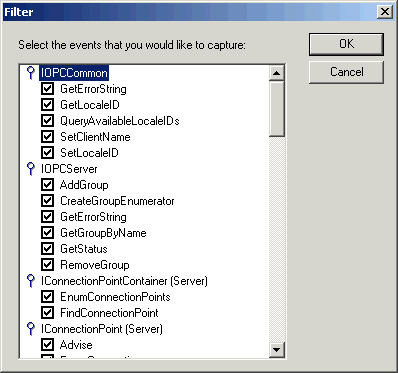 Filter
Select the events that you would like to capture:
OK
Cancel
IOPCCommon
GetErrorString
GetLocaleID
QueryAvailableLocaleIDs
SetClientName
SetLocaleID
IOPCServer
AddGroup
CreateGroupEnumerator
GetErrorString
GetGroupByName
GetStatus
RemoveGroup
IConnectionPointContainer (Server)
EnumConnectionPoints
FindConnectionPoint
IConnectionPoint (Server)
Advise